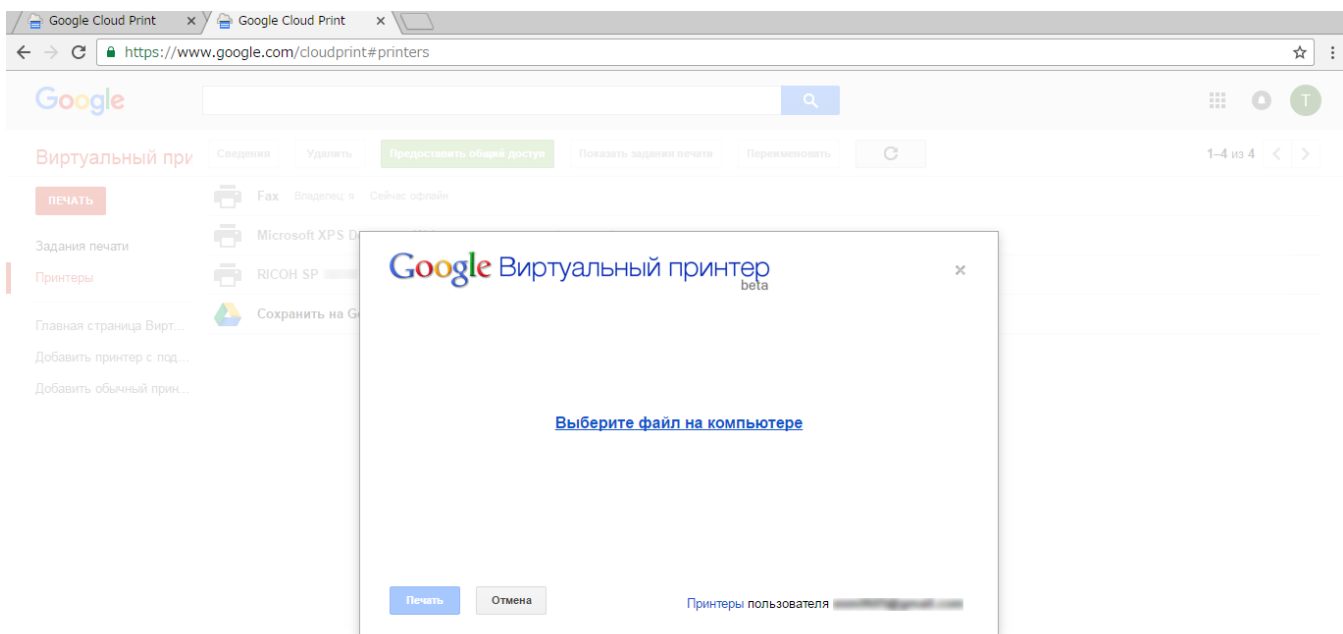 Google Cloud Print
Google Cloud Print
https://www.google.com/cloudprint#printers
Google
T
Виртуальный при
Сведения Удалить Предоставить общий доступ Показать задания печати Переименовать
1–4 из 4
ПЕЧАТЬ
Fax Владелец: я Сейчас офлайн
Задания печати
Microsoft XPS D
Принтеры
RICOH SP
Главная страница Вирт...
Сохранить на G
Добавить принтер с под...
Добавить обычный прин...
Google Виртуальный принтер
beta
Выберите файл на компьютере
Печать Отмена
Принтеры пользователя